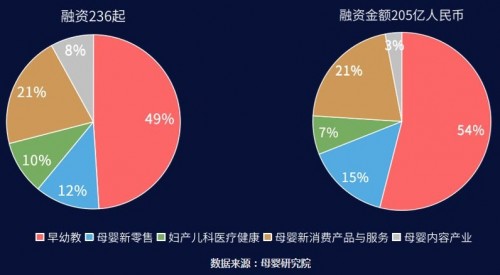 融资236起
融资金额205亿人民币
8%
3%
21%
21%
49%
54%
10%
7%
12%
15%
早幼教 母婴新零售 妇产儿科医疗健康 母婴新消费产品与服务 母婴内容产业
数据来源：母婴研究院